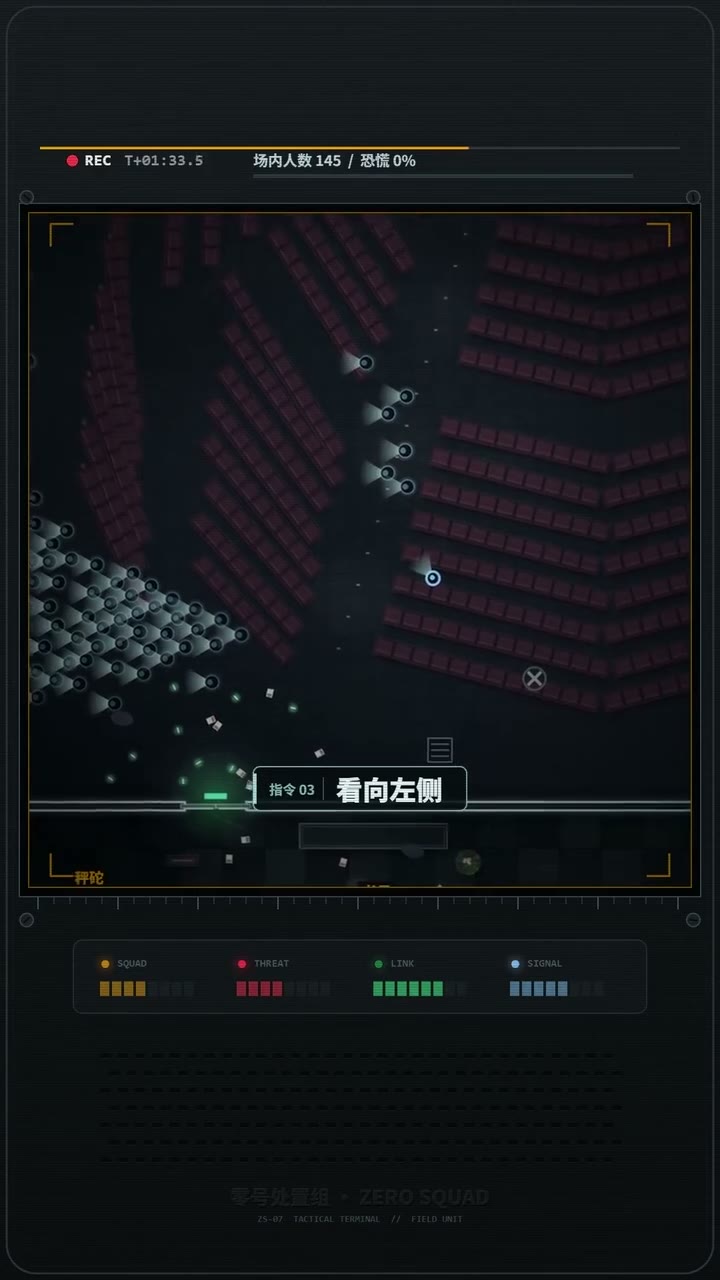 REC T+01:33.5 场内人数 145 / 恐慌 0%
指令 03 看向左侧
秤砣
SQUAD THREAT LINK SIGNAL
零号处置组 · ZERO SQUAD
ZS-07 TACTICAL TERMINAL // FIELD UNIT